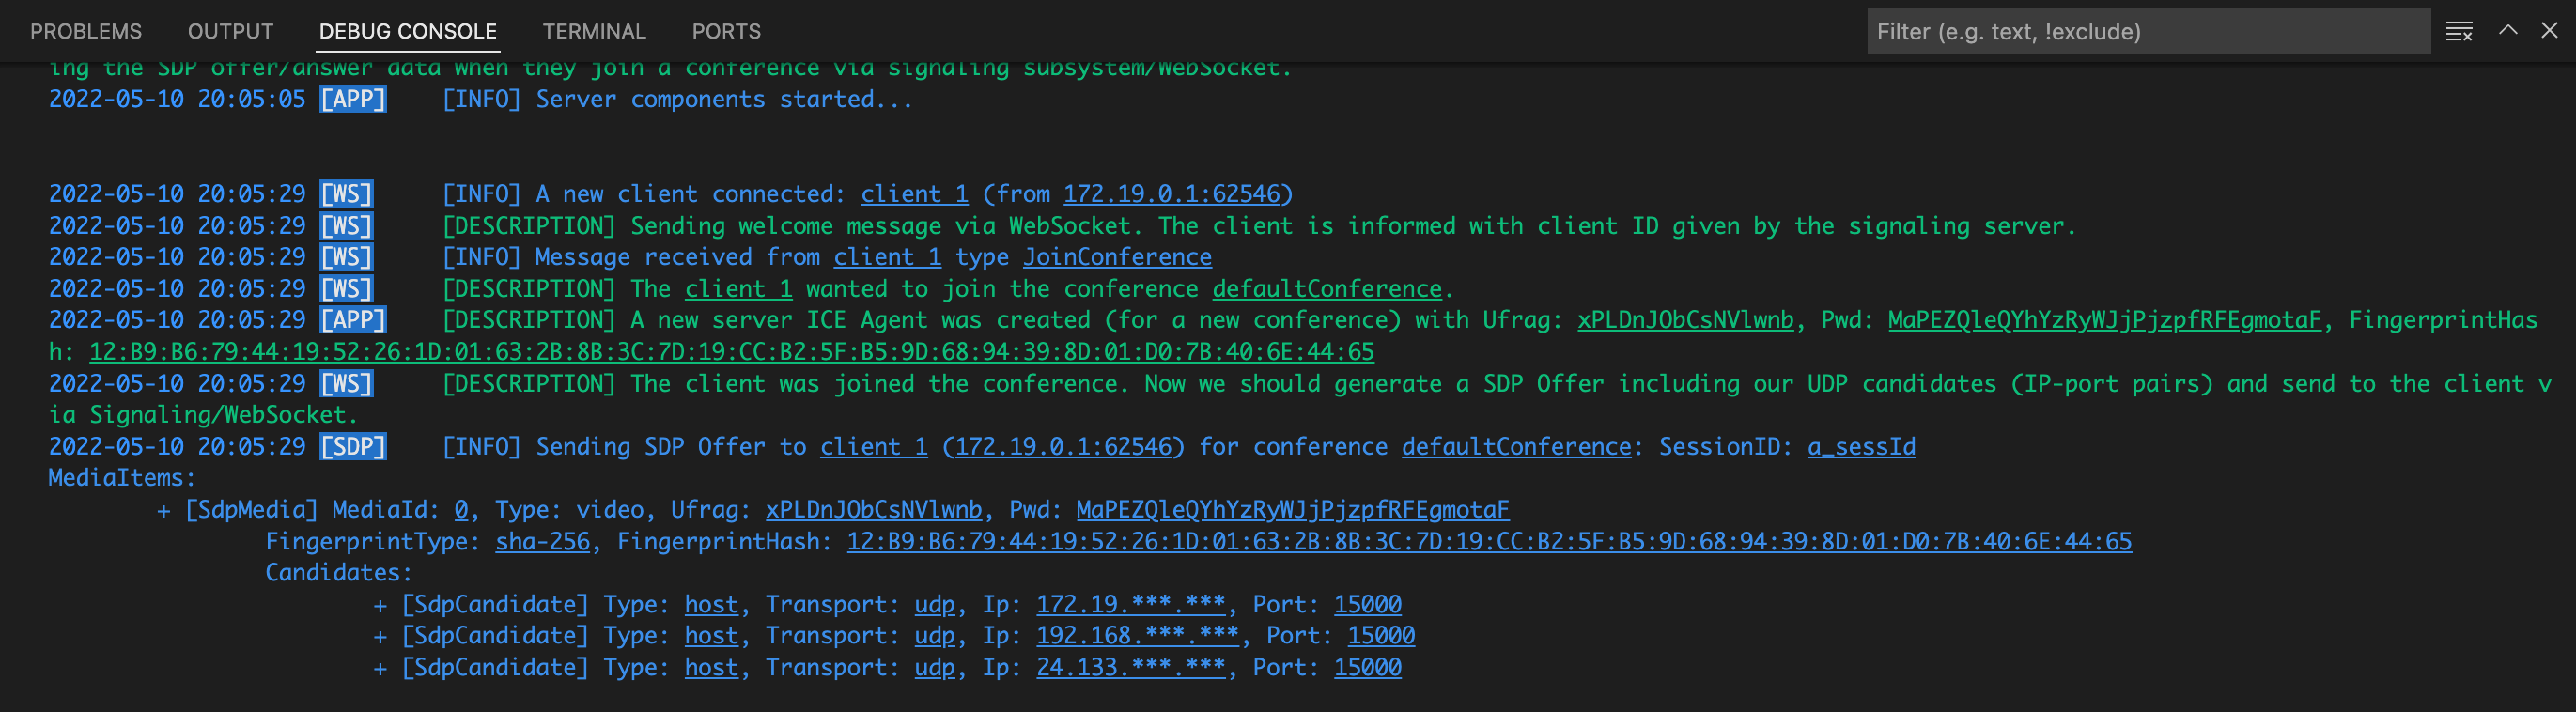 PROBLEMS OUTPUT DEBUG CONSOLE TERMINAL PORTS Filter (e.g. text, !exclude)
ing the SDP offer/answer data when they join a conference via signaling subsystem/WebSocket.
2022-05-10 20:05:05 [APP] [INFO] Server components started...
2022-05-10 20:05:29 [WS] [INFO] A new client connected: client 1 (from 172.19.0.1:62546)
2022-05-10 20:05:29 [WS] [DESCRIPTION] Sending welcome message via WebSocket. The client is informed with client ID given by the signaling server.
2022-05-10 20:05:29 [WS] [INFO] Message received from client 1 type JoinConference
2022-05-10 20:05:29 [WS] [DESCRIPTION] The client 1 wanted to join the conference defaultConference.
2022-05-10 20:05:29 [APP] [DESCRIPTION] A new server ICE Agent was created (for a new conference) with Ufrag: xPLDnJObCsNVlwnb, Pwd: MaPEZQleQYhYzRyWJjPjzpfRFEgmotaF, FingerprintHas
h: 12:B9:B6:79:44:19:52:26:1D:01:63:2B:8B:3C:7D:19:CC:B2:5F:B5:9D:68:94:39:8D:01:D0:7B:40:6E:44:65
2022-05-10 20:05:29 [WS] [DESCRIPTION] The client was joined the conference. Now we should generate a SDP Offer including our UDP candidates (IP-port pairs) and send to the client v
ia Signaling/WebSocket.
2022-05-10 20:05:29 [SDP] [INFO] Sending SDP Offer to client 1 (172.19.0.1:62546) for conference defaultConference: SessionID: a_sessId
MediaItems:
+ [SdpMedia] MediaId: 0, Type: video, Ufrag: xPLDnJObCsNVlwnb, Pwd: MaPEZQleQYhYzRyWJjPjzpfRFEgmotaF
FingerprintType: sha-256, FingerprintHash: 12:B9:B6:79:44:19:52:26:1D:01:63:2B:8B:3C:7D:19:CC:B2:5F:B5:9D:68:94:39:8D:01:D0:7B:40:6E:44:65
Candidates:
+ [SdpCandidate] Type: host, Transport: udp, Ip: 172.19.***.***, Port: 15000
+ [SdpCandidate] Type: host, Transport: udp, Ip: 192.168.***.***, Port: 15000
+ [SdpCandidate] Type: host, Transport: udp, Ip: 24.133.***.***, Port: 15000